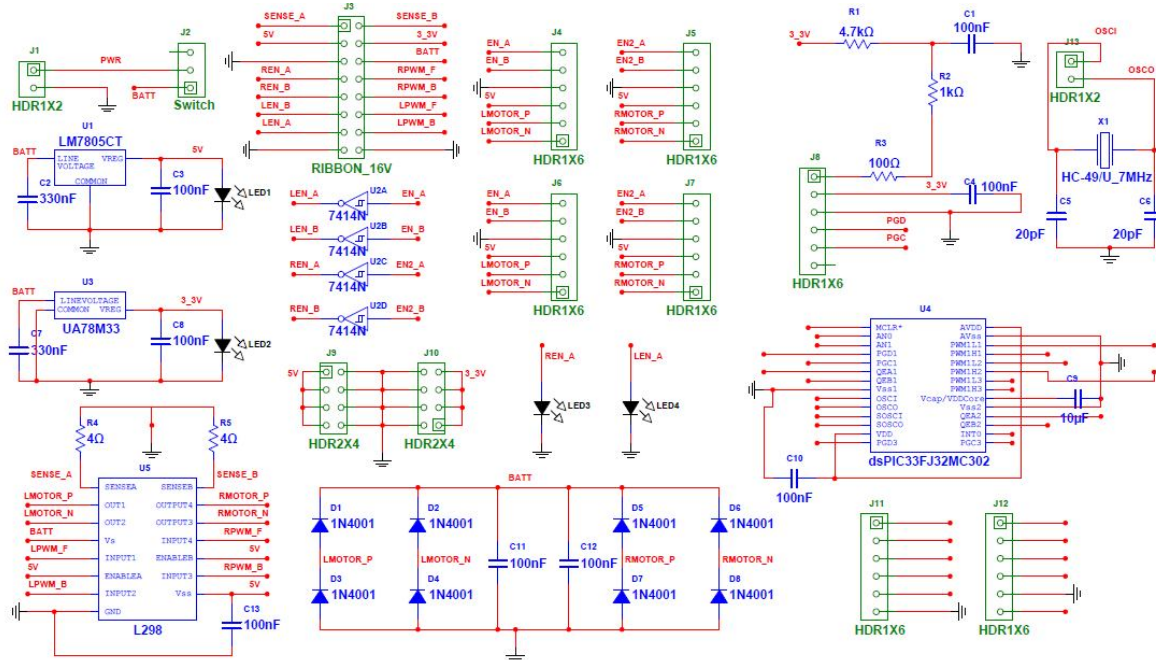 J1
PWR
HDR1X2
J2
BATT
Switch
J3
SENSE_A
SENSE_B
5V
3_3V
BATT
REN_A
RPWM_F
REN_B
RPWM_B
LEN_B
LPWM_F
LEN_A
LPWM_B
RIBBON_16V
J4
EN_A
EN_B
5V
LMOTOR_P
LMOTOR_N
HDR1X6
J5
EN2_A
EN2_B
5V
RMOTOR_P
RMOTOR_N
HDR1X6
R1
4.7kΩ
3_3V
C1
100nF
R2
1kΩ
J13
OSCI
OSCO
HDR1X2
X1
HC-49/U_7MHz
C5
20pF
C6
20pF
R3
100Ω
J8
3_3V
C4
100nF
PGD
PGC
HDR1X6
U1
LM7805CT
BATT
LINE VREG
VOLTAGE
COMMON
5V
C2
330nF
C3
100nF
LED1
LEN_A
U2A
EN_A
7414N
LEN_B
U2B
EN_B
7414N
REN_A
U2C
EN2_A
7414N
REN_B
U2D
EN2_B
7414N
J6
EN_A
EN_B
5V
LMOTOR_P
LMOTOR_N
HDR1X6
J7
EN2_A
EN2_B
5V
RMOTOR_P
RMOTOR_N
HDR1X6
U3
BATT
LINEVOLTAGE
COMMON VREG
UA78M33
3_3V
C7
330nF
C8
100nF
LED2
J9
5V
HDR2X4
J10
3_3V
HDR2X4
REN_A
LED3
LEN_A
LED4
U4
MCLR* AVDD
AN0 AVss
AN1 PWM1L1
PGD1 PWM1H1
PGC1 PWM1L2
QEA1 PWM1H2
QEB1 PWM1L3
Vss1 PWM1H3
OSCI Vcap/VDDCore
OSCO Vss2
SOSCI QEA2
SOSCO QEB2
VDD INT0
PGD3 PGC3
dsPIC33FJ32MC302
C9
10µF
C10
100nF
R4
4Ω
R5
4Ω
SENSE_A
U5
SENSE_B
SENSEA SENSEB
LMOTOR_P
OUT1 OUTPUT4
RMOTOR_P
LMOTOR_N
OUT2 OUTPUT3
RMOTOR_N
BATT
Vs INPUT4
RPWM_F
LPWM_F
INPUT1 ENABLEB
5V
5V
ENABLEA INPUT3
RPWM_B
LPWM_B
INPUT2 Vss
5V
GND
L298
C13
100nF
BATT
D1
1N4001
D2
1N4001
D5
1N4001
D6
1N4001
LMOTOR_P
LMOTOR_N
C11
100nF
C12
100nF
RMOTOR_P
RMOTOR_N
D3
1N4001
D4
1N4001
D7
1N4001
D8
1N4001
J11
HDR1X6
J12
HDR1X6